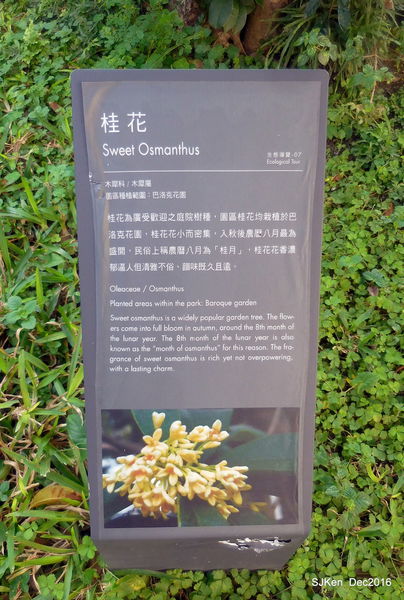 桂花
Sweet Osmanthus
生態導覽-07
Ecological Tour
木犀科 / 木犀屬
園區種植範圍：巴洛克花園
桂花為廣受歡迎之庭院樹種，園區桂花均栽植於巴
洛克花園，桂花花小而密集，入秋後農曆八月最為
盛開，民俗上稱農曆八月為「桂月」，桂花花香濃
郁逼人但清雅不俗、韻味既久且遠。
Oleaceae / Osmanthus
Planted areas within the park: Baroque garden
Sweet osmanthus is a widely popular garden tree. The flow-
ers come into full bloom in autumn, around the 8th month of
the lunar year. The 8th month of the lunar year is also
known as the "month of osmanthus" for this reason. The fra-
grance of sweet osmanthus is rich yet not overpowering,
with a lasting charm.
SJKen Dec2016